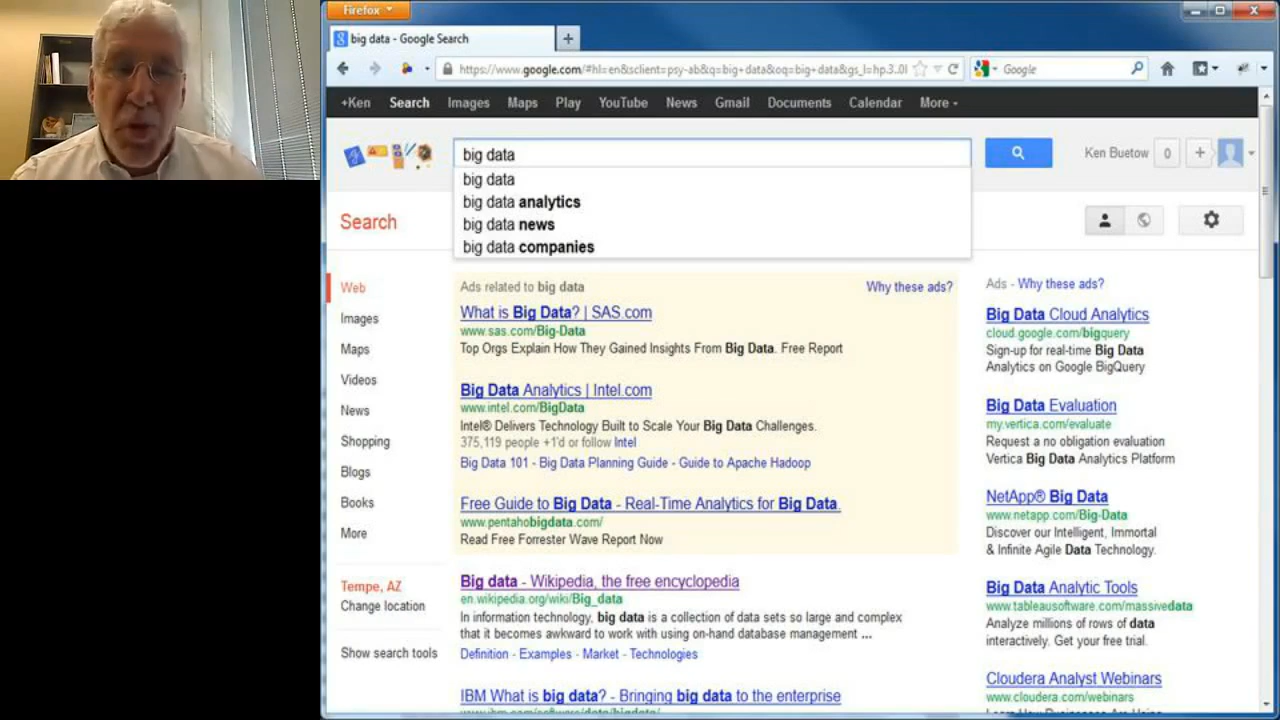 Firefox
big data - Google Search
https://www.google.com/#hl=en&sclient=psy-ab&q=big+data&oq=big+data&gs_l=hp.3..0l
Google
+Ken Search Images Maps Play YouTube News Gmail Documents Calendar More
big data
Ken Buetow 0 +
big data
big data analytics
big data news
big data companies
Search
Web
Images
Maps
Videos
News
Shopping
Blogs
Books
More
Tempe, AZ
Change location
Show search tools
Ads related to big data Why these ads?
What is Big Data? | SAS.com
www.sas.com/Big-Data
Top Orgs Explain How They Gained Insights From Big Data. Free Report
Big Data Analytics | Intel.com
www.intel.com/BigData
Intel® Delivers Technology Built to Scale Your Big Data Challenges.
375,119 people +1'd or follow Intel
Big Data 101 - Big Data Planning Guide - Guide to Apache Hadoop
Free Guide to Big Data - Real-Time Analytics for Big Data.
www.pentahobigdata.com/
Read Free Forrester Wave Report Now
Big data - Wikipedia, the free encyclopedia
en.wikipedia.org/wiki/Big_data
In information technology, big data is a collection of data sets so large and complex
that it becomes awkward to work with using on-hand database management ...
Definition - Examples - Market - Technologies
IBM What is big data? - Bringing big data to the enterprise
Ads - Why these ads?
Big Data Cloud Analytics
cloud.google.com/bigquery
Sign-up for real-time Big Data
Analytics on Google BigQuery
Big Data Evaluation
my.vertica.com/evaluate
Request a no obligation evaluation
Vertica Big Data Analytics Platform
NetApp® Big Data
www.netapp.com/Big-Data
Discover our Intelligent, Immortal
& Infinite Agile Data Technology.
Big Data Analytic Tools
www.tableausoftware.com/massivedata
Analyze millions of rows of data
interactively. Get your free trial.
Cloudera Analyst Webinars
www.cloudera.com/webinars